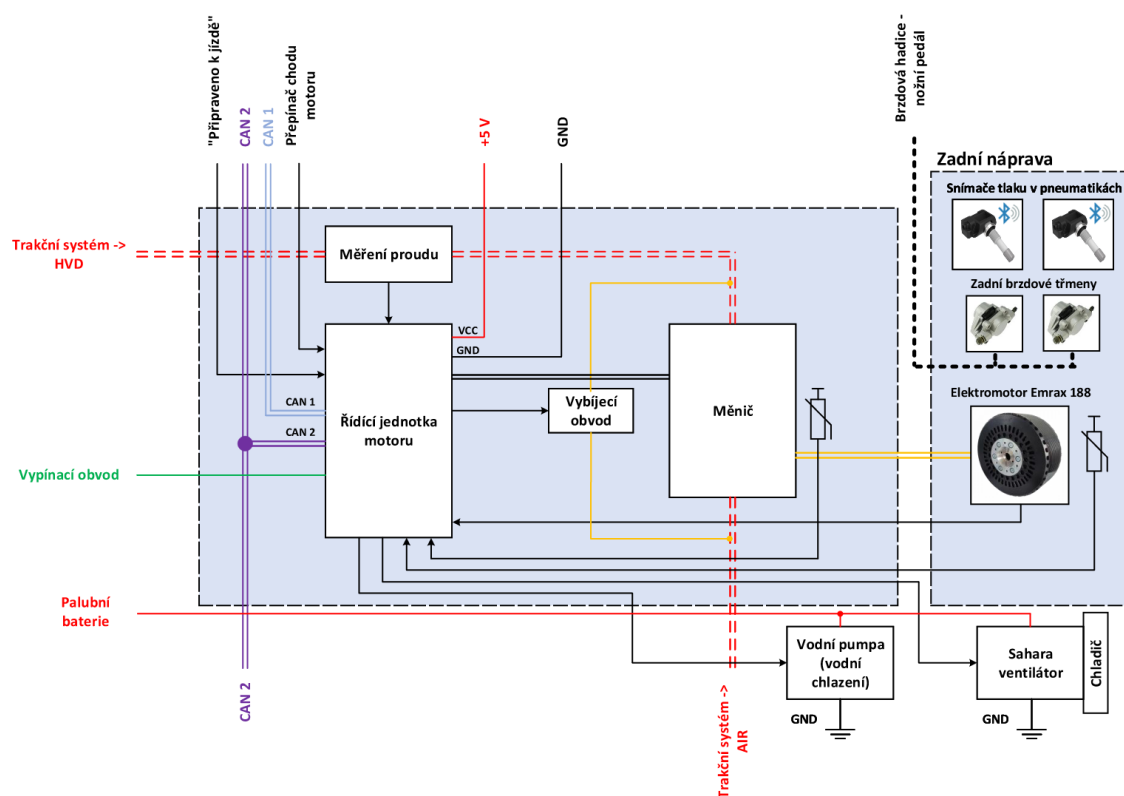 "Připraveno k jízdě"
CAN 2
CAN 1
Přepínač chodu
motoru
+5 V
GND
Brzdová hadice -
nožní pedál
Zadní náprava
Snímače tlaku v pneumatikách
Trakční systém ->
HVD
Měření proudu
Zadní brzdové třmeny
VCC
GND
CAN 1
CAN 2
Řídící jednotka
motoru
Vybíjecí
obvod
Měnič
Elektromotor Emrax 188
Vypínací obvod
Palubní
baterie
Vodní pumpa
(vodní
chlazení)
Sahara
ventilátor
Chladič
CAN 2
Trakční systém ->
AIR
GND
GND